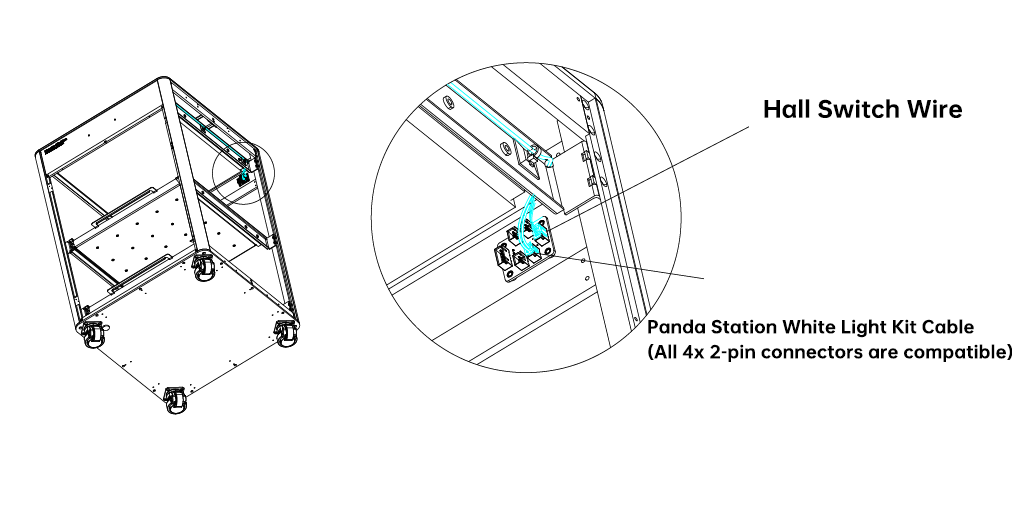 Hall Switch Wire
Panda Station White Light Kit Cable
(All 4x 2-pin connectors are compatible)